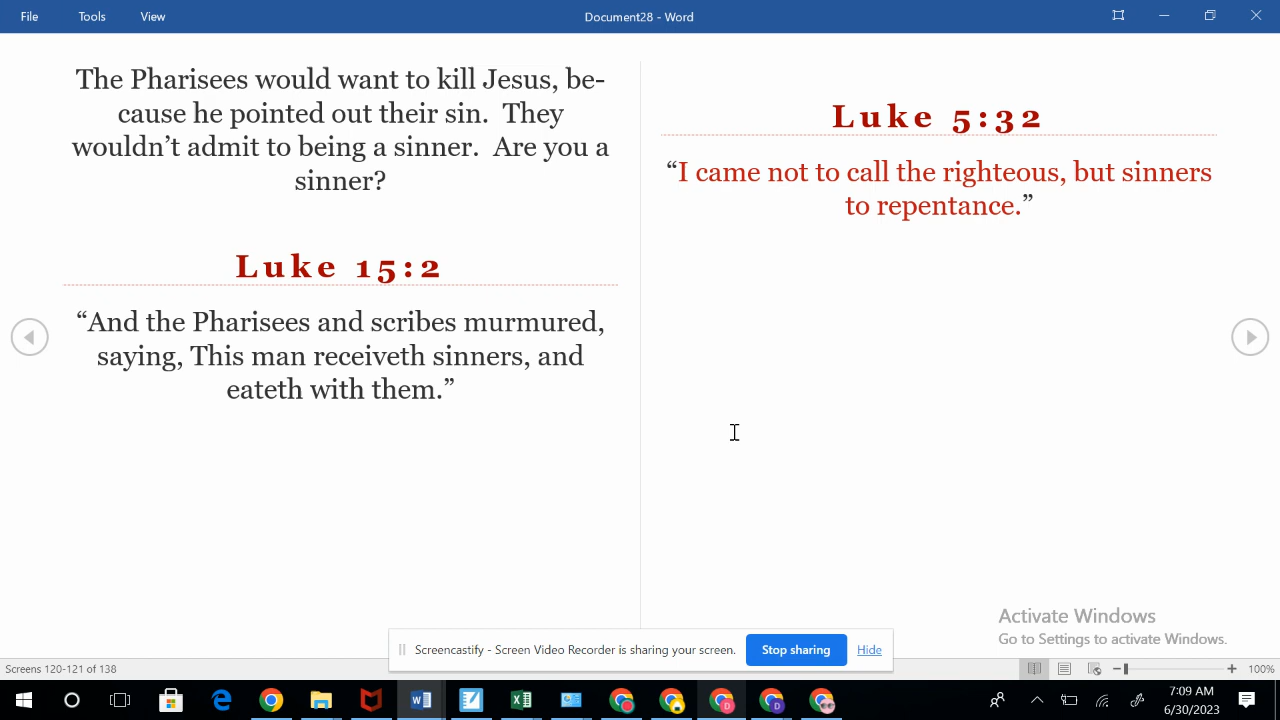 File Tools View Document28 - Word
The Pharisees would want to kill Jesus, be-
cause he pointed out their sin.  They
wouldn't admit to being a sinner.  Are you a
sinner?
Luke 15:2
“And the Pharisees and scribes murmured,
saying, This man receiveth sinners, and
eateth with them.”
Luke 5:32
“I came not to call the righteous, but sinners
to repentance.”
Activate Windows
Go to Settings to activate Windows.
Screencastify - Screen Video Recorder is sharing your screen. Stop sharing Hide
Screens 120-121 of 138
100%
7:09 AM
6/30/2023